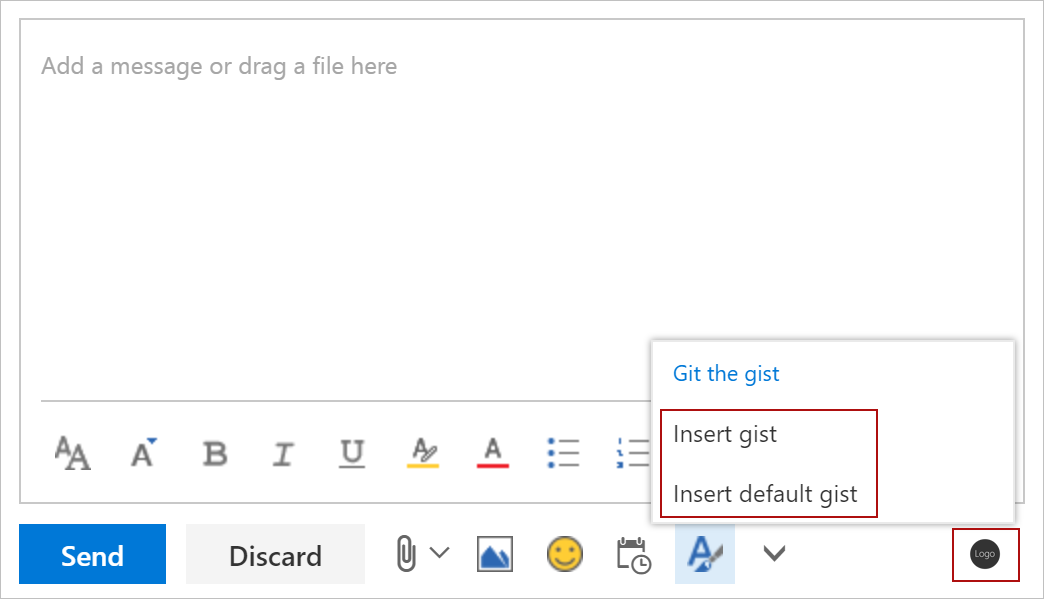 Add a message or drag a file here
Git the gist
Insert gist
Insert default gist
Send
Discard
Logo